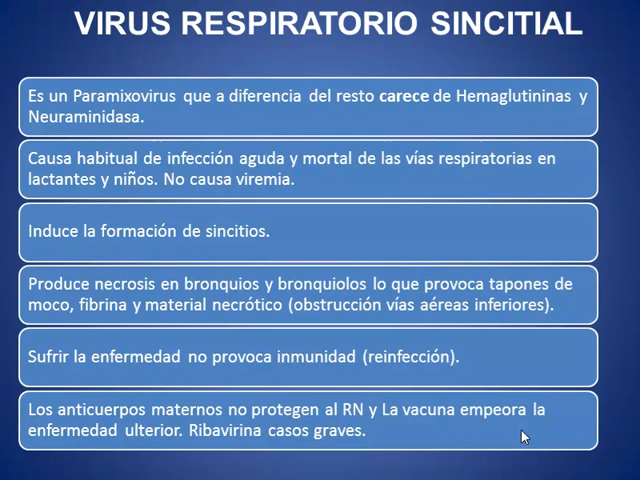 VIRUS RESPIRATORIO SINCITIAL
Es un Paramixovirus que a diferencia del resto carece de Hemaglutininas y
Neuraminidasa.
Causa habitual de infección aguda y mortal de las vías respiratorias en
lactantes y niños. No causa viremia.
Induce la formación de sincitios.
Produce necrosis en bronquios y bronquiolos lo que provoca tapones de
moco, fibrina y material necrótico (obstrucción vías aéreas inferiores).
Sufrir la enfermedad no provoca inmunidad (reinfección).
Los anticuerpos maternos no protegen al RN y La vacuna empeora la
enfermedad ulterior. Ribavirina casos graves.